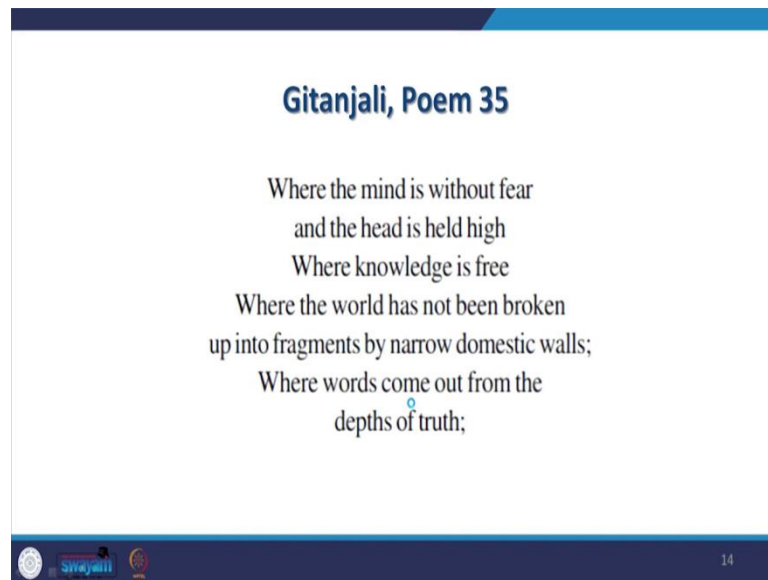 Gitanjali, Poem 35
Where the mind is without fear
and the head is held high
Where knowledge is free
Where the world has not been broken
up into fragments by narrow domestic walls;
Where words come out from the
depths of truth;
swayam
14